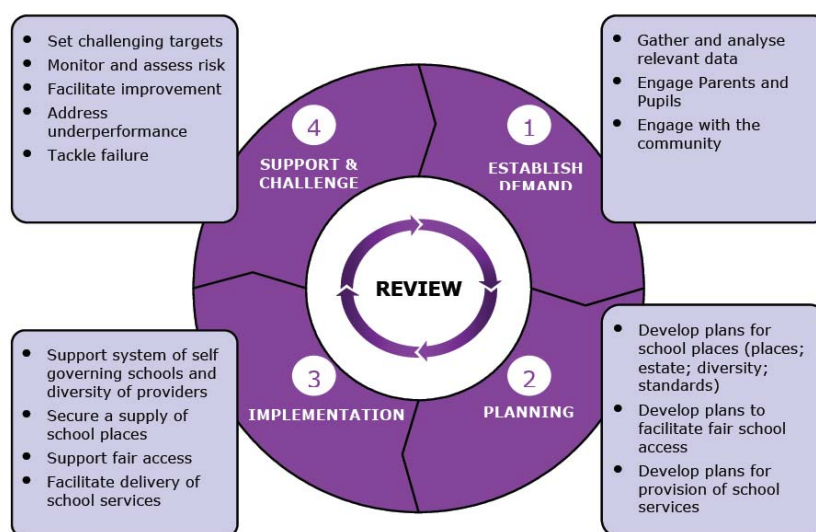 • Set challenging targets
• Monitor and assess risk
• Facilitate improvement
• Address
underperformance
• Tackle failure
• Gather and analyse
relevant data
• Engage Parents and
Pupils
• Engage with the
community
4
SUPPORT &
CHALLENGE
1
ESTABLISH
DEMAND
REVIEW
3
IMPLEMENTATION
2
PLANNING
• Support system of self
governing schools and
diversity of providers
• Secure a supply of
school places
• Support fair access
• Facilitate delivery of
school services
• Develop plans for
school places (places;
estate; diversity;
standards)
• Develop plans to
facilitate fair school
access
• Develop plans for
provision of school
services